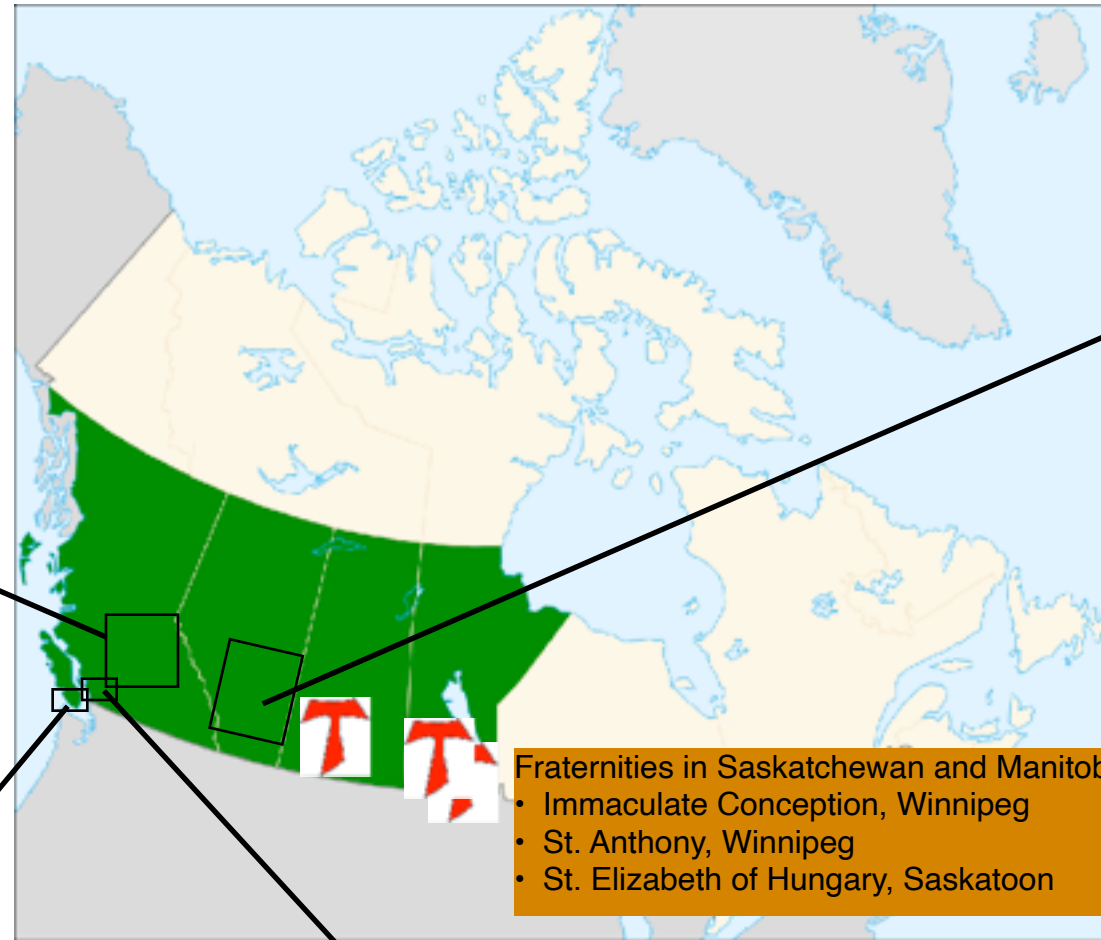 Fraternities in Saskatchewan and Manitob
• Immaculate Conception, Winnipeg
• St. Anthony, Winnipeg
• St. Elizabeth of Hungary, Saskatoon